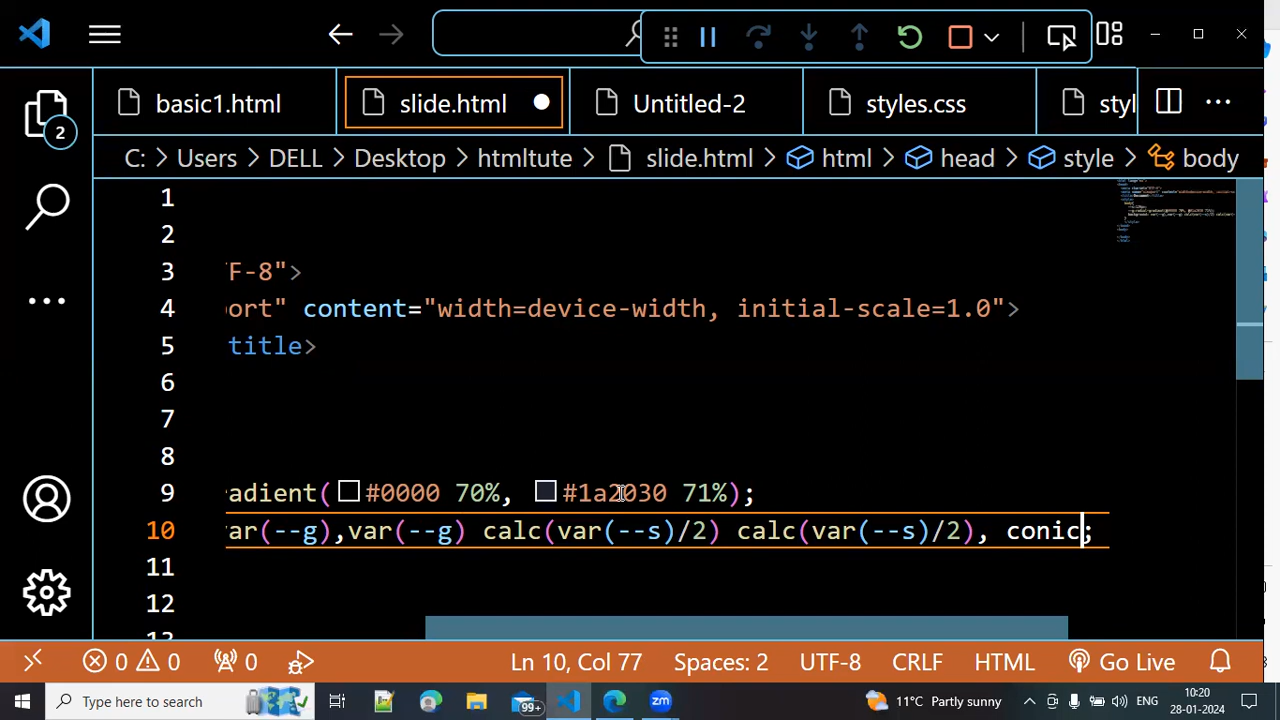 basic1.html
slide.html
Untitled-2
styles.css
styl
2
C: > Users > DELL > Desktop > htmltute > slide.html > html > head > style > body
1
2
3 F-8">
4 ort" content="width=device-width, initial-scale=1.0">
5 title>
6
7
8
9 adient(#0000 70%, #1a2030 71%);
10 var(--g),var(--g) calc(var(--s)/2) calc(var(--s)/2), conic;
11
12
0 0 0 Ln 10, Col 77 Spaces: 2 UTF-8 CRLF HTML Go Live
Type here to search 99+ zm 11°C Partly sunny ENG 10:20
28-01-2024